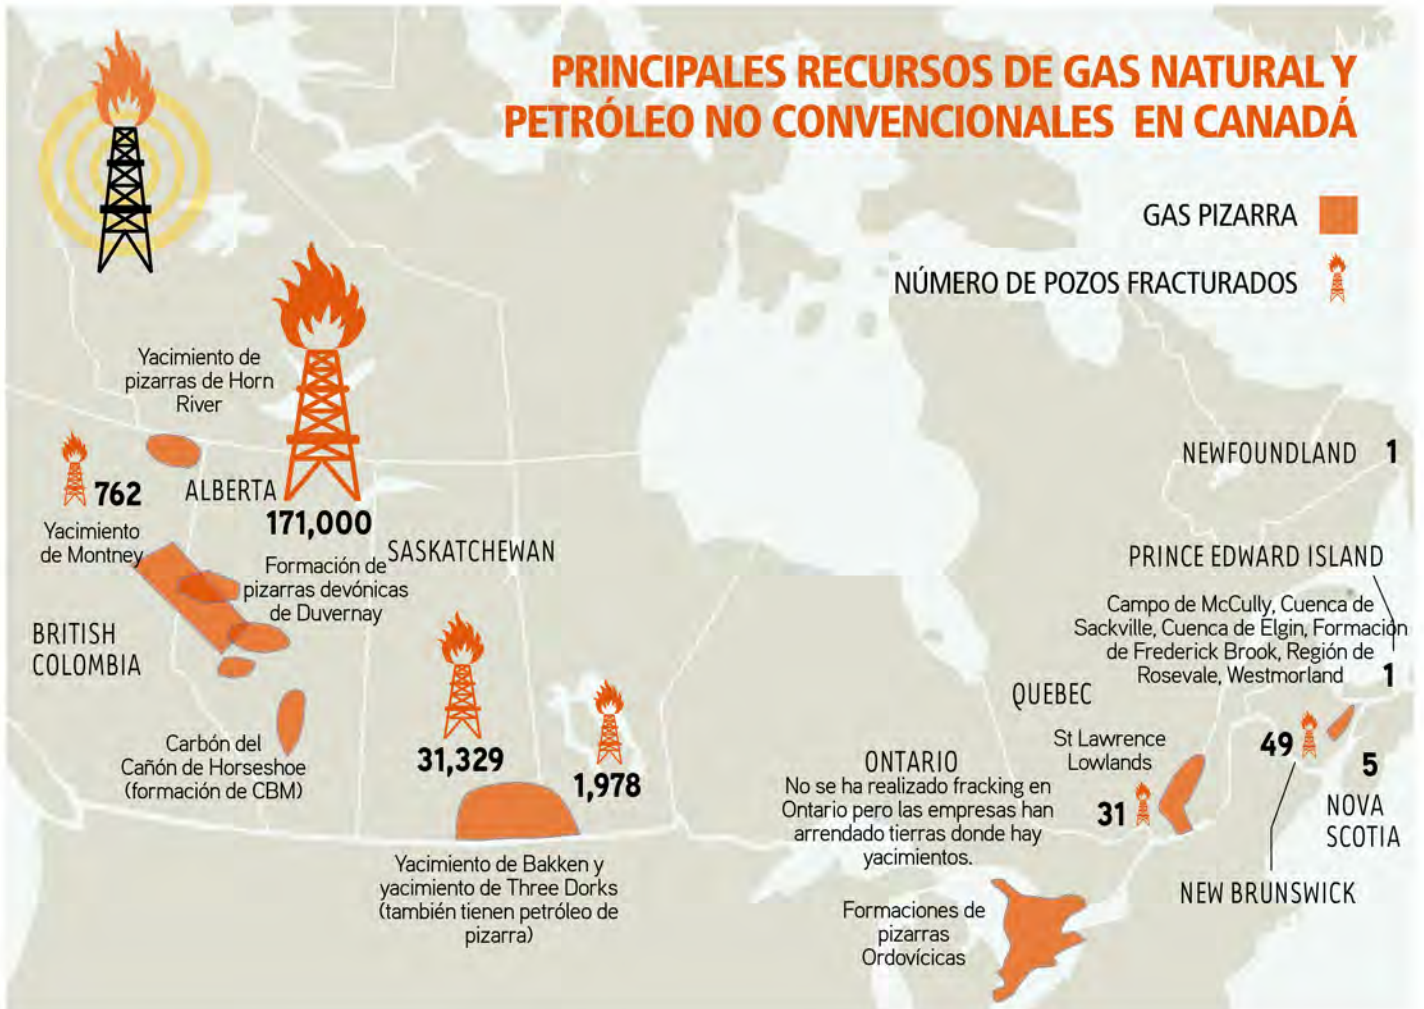 PRINCIPALES RECURSOS DE GAS NATURAL Y
PETRÓLEO NO CONVENCIONALES EN CANADÁ
GAS PIZARRA
NÚMERO DE POZOS FRACTURADOS
Yacimiento de
pizarras de Horn
River
762
ALBERTA
171,000
Yacimiento
de Montney
SASKATCHEWAN
Formación de
pizarras devónicas
de Duvernay
BRITISH
COLOMBIA
Carbón del
Cañón de Horseshoe
(formación de CBM)
31,329
1,978
Yacimiento de Bakken y
yacimiento de Three Dorks
(también tienen petróleo de
pizarra)
ONTARIO
No se ha realizado fracking en
Ontario pero las empresas han
arrendado tierras donde hay
yacimientos.
Formaciones de
pizarras
Ordovícicas
QUEBEC
St Lawrence
Lowlands
31
NEWFOUNDLAND 1
PRINCE EDWARD ISLAND
Campo de McCully, Cuenca de
Sackville, Cuenca de Elgin, Formación
de Frederick Brook, Región de
Rosevale, Westmorland
1
49
5
NOVA
SCOTIA
NEW BRUNSWICK